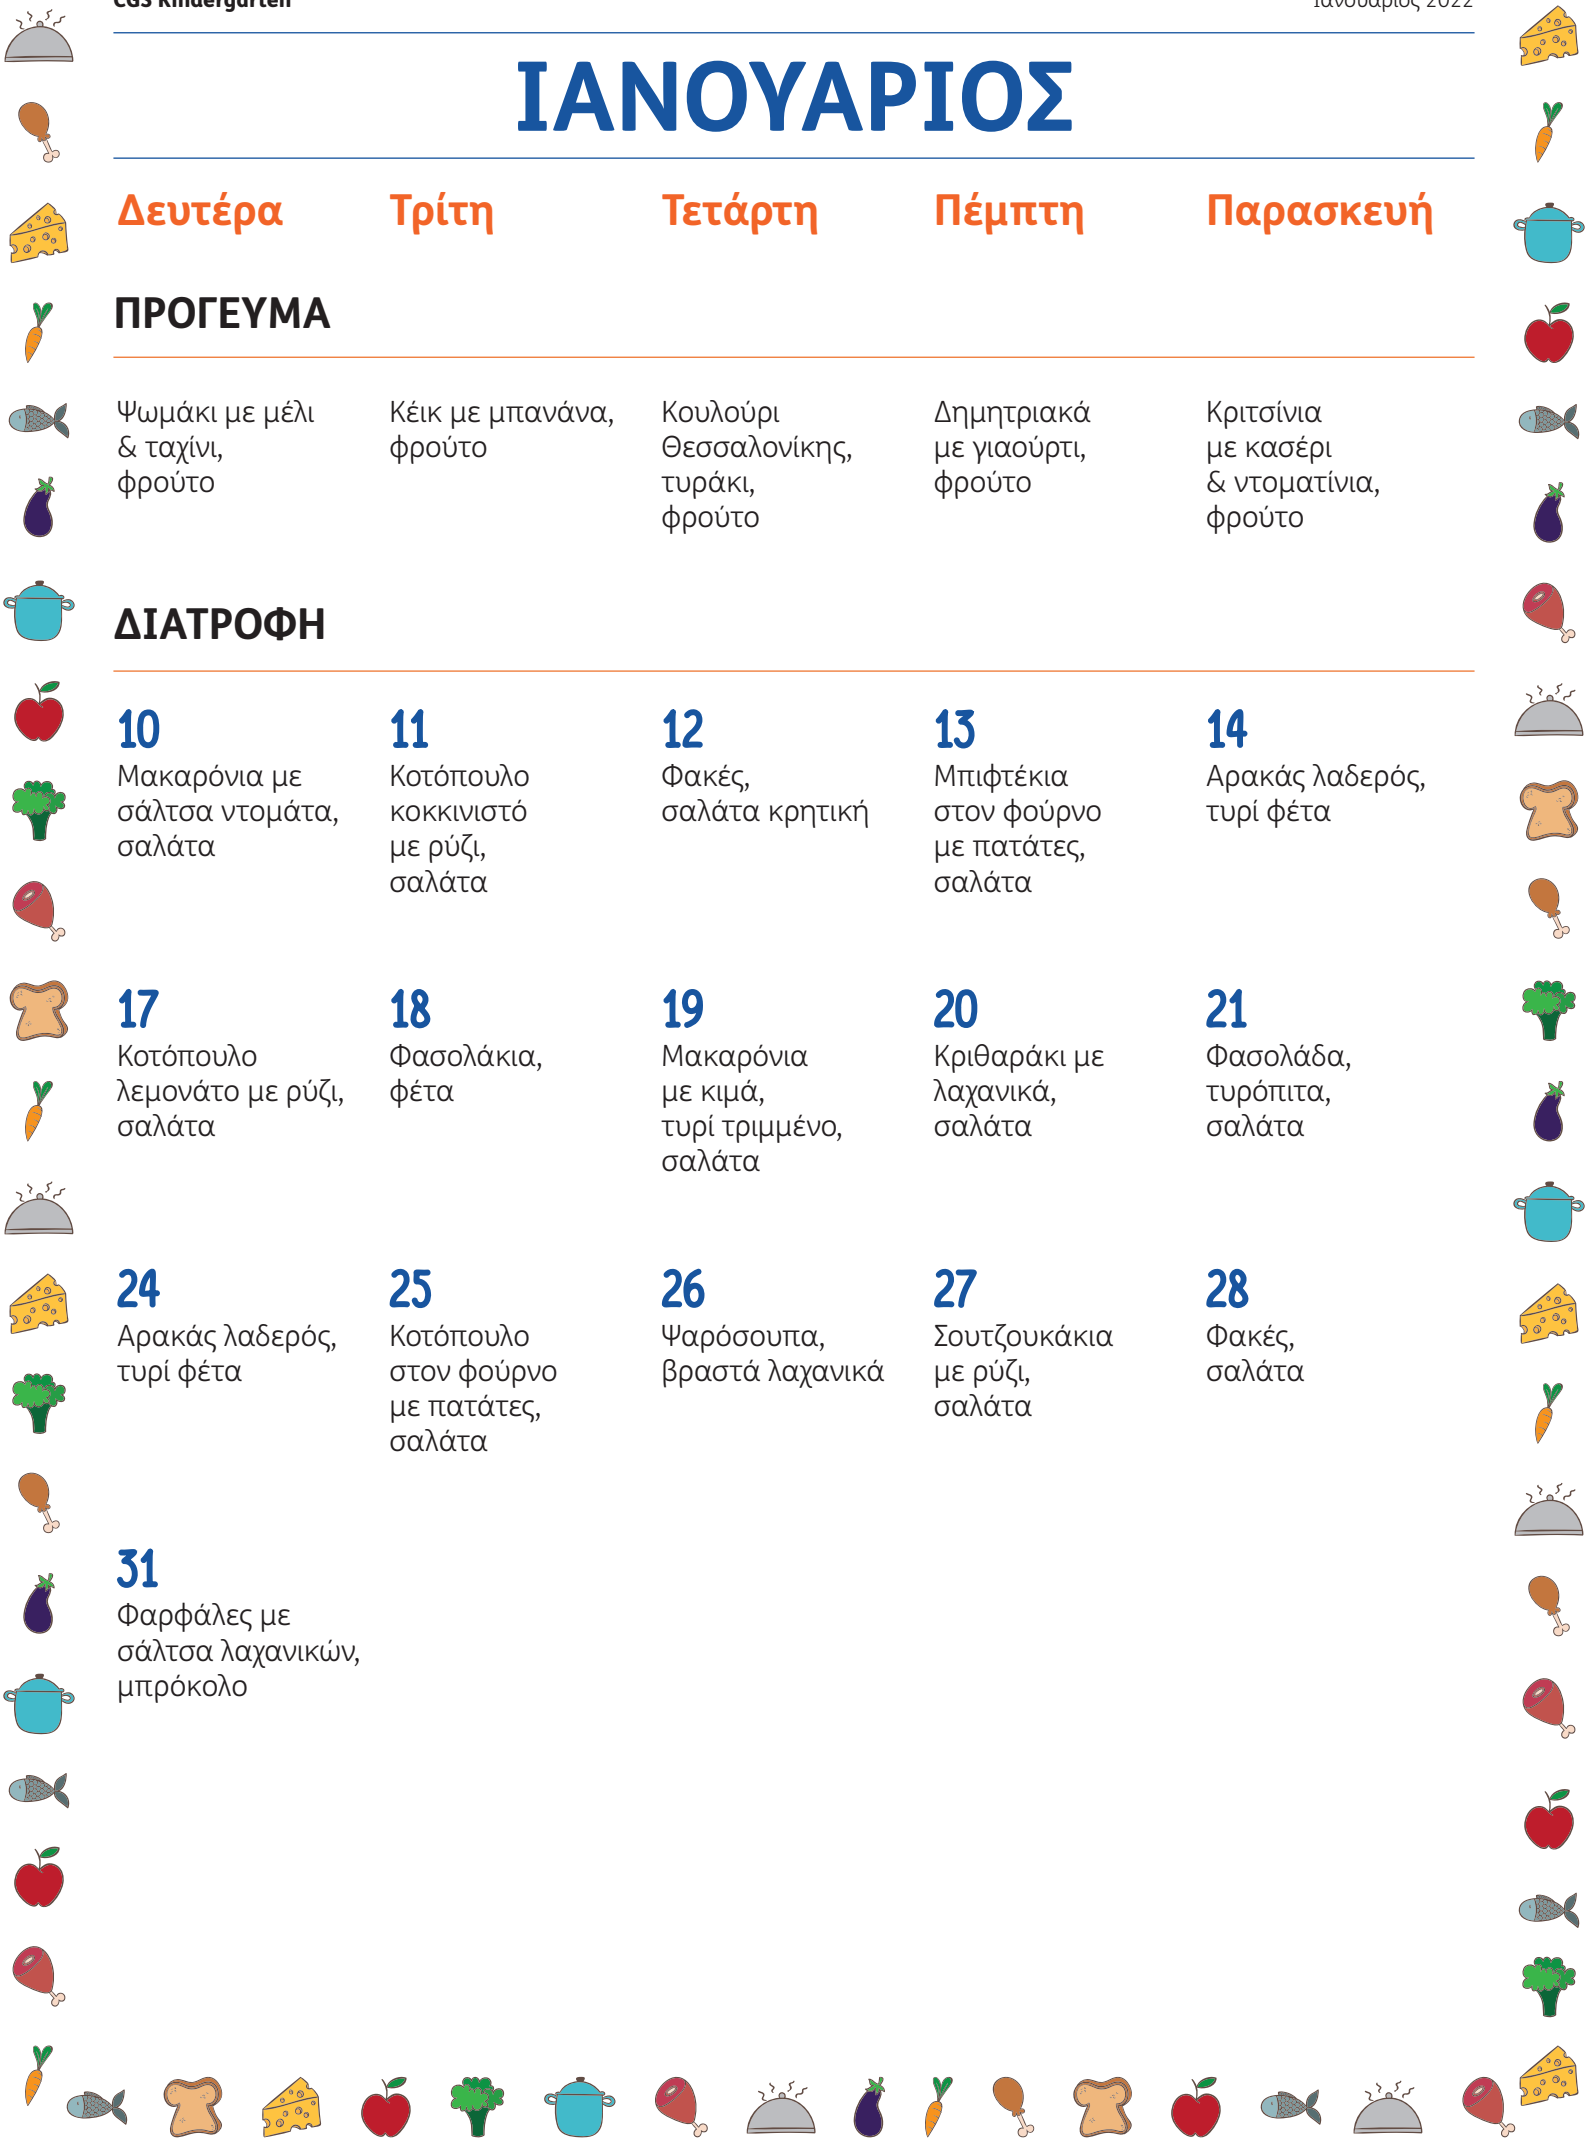 CGS Kindergarten
Ιανουάριος 2022
ΙΑΝΟΥΑΡΙΟΣ
Δευτέρα Τρίτη Τετάρτη Πέμπτη Παρασκευή
ΠΡΟΓΕΥΜΑ
Ψωμάκι με μέλι
& ταχίνι,
φρούτο
Κέικ με μπανάνα,
φρούτο
Κουλούρι
Θεσσαλονίκης,
τυράκι,
φρούτο
Δημητριακά
με γιαούρτι,
φρούτο
Κριτσίνια
με κασέρι
& ντοματίνια,
φρούτο
ΔΙΑΤΡΟΦΗ
10
Μακαρόνια με
σάλτσα ντομάτα,
σαλάτα
11
Κοτόπουλο
κοκκινιστό
με ρύζι,
σαλάτα
12
Φακές,
σαλάτα κρητική
13
Μπιφτέκια
στον φούρνο
με πατάτες,
σαλάτα
14
Αρακάς λαδερός,
τυρί φέτα
17
Κοτόπουλο
λεμονάτο με ρύζι,
σαλάτα
18
Φασολάκια,
φέτα
19
Μακαρόνια
με κιμά,
τυρί τριμμένο,
σαλάτα
20
Κριθαράκι με
λαχανικά,
σαλάτα
21
Φασολάδα,
τυρόπιτα,
σαλάτα
24
Αρακάς λαδερός,
τυρί φέτα
25
Κοτόπουλο
στον φούρνο
με πατάτες,
σαλάτα
26
Ψαρόσουπα,
βραστά λαχανικά
27
Σουτζουκάκια
με ρύζι,
σαλάτα
28
Φακές,
σαλάτα
31
Φαρφάλες με
σάλτσα λαχανικών,
μπρόκολο